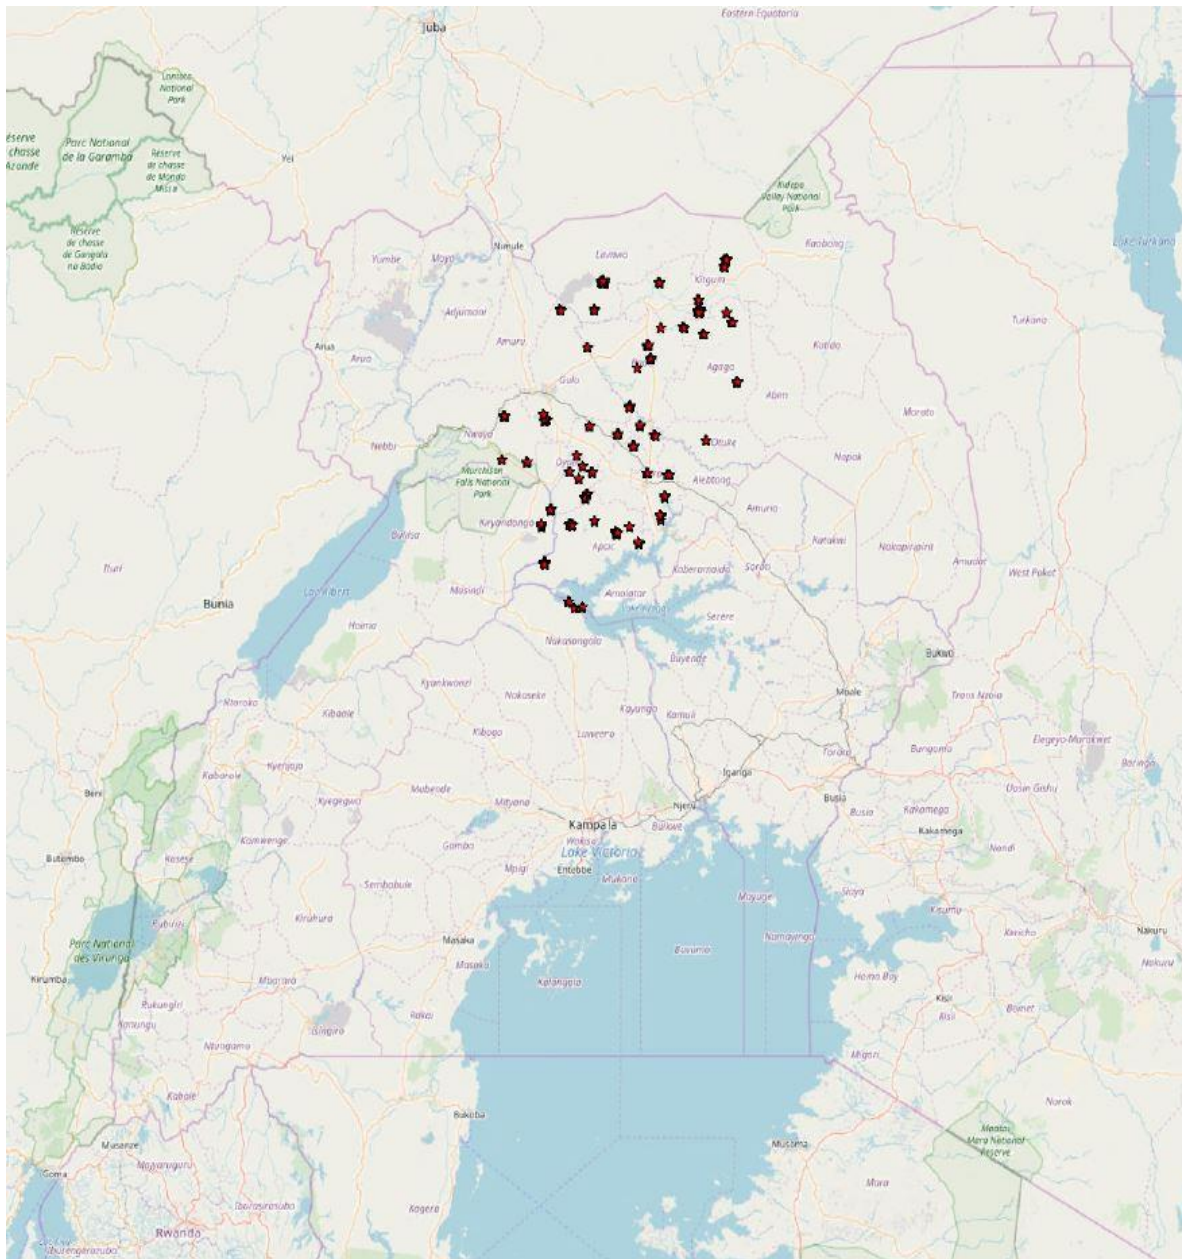 Juba
Eastern Equatoria
Lantoto
National
Park
Parc National
de la Garamba
Réserve
de chasse
de Mondo
Missa
Yei
éserve
chasse
Azande
Réserve
de chasse
de Gangala
na Bodio
Kidepo
Valley National
Park
Nimule
Lamwo
Kaabong
Lake Turkana
Yumbe
Moyo
Kitgum
Adjumani
Amuru
Turkana
Arua
Arua
Kotido
Gulu
Agago
Abim
Moroto
Nwoya
Nebbi
Otuke
Napak
Murchison
Falls National
Park
Alebtong
Amuria
Kiryandongo
Buliisa
Katakwi
Nakapiripirit
Ituri
Apac
Amudat
West Pokot
Kaberamaido
Soroti
Lake Albert
Masindi
Amolatar
Bunia
Serere
Hoima
Nakasongola
Buyende
Bukwo
Kyankwanzi
Ntoroko
Nakaseke
Mbale
Trans Nzoia
Kibaale
Kayunga
Kamuli
Kiboga
Luweero
Bungoma
Elegeyo-Marakwet
Tororo
Kyenjojo
Kabarole
Iganga
Baringo
Beni
Mubende
Busia
Uasin Gishu
Kyegegwa
Mityana
Njeru
Busia
Kakamega
Kampala
Buikwe
Kakamega
Kamwenge
Wakiso
Gomba
Nandi
Butembo
Kasese
Lake Victoria
Mpigi
Entebbe
Mukono
Sembabule
Mayuge
Siaya
Kisumu
Kiruhura
Rubirizi
Kericho
Nakuru
Parc National
des Virunga
Masaka
Buvuma
Namayingo
Masaka
Nakuru
Kirumba
Mbarara
Kalangala
Homa Bay
Kisii
Rukungiri
Bomet
Rakai
Kisii
Kanungu
Isingiro
Ntungamo
Migori
Kabale
Narok
Bukoba
Maasai
Mara National
Reserve
Musanze
Musoma
Goma
Mara
Kagera
Rwanda